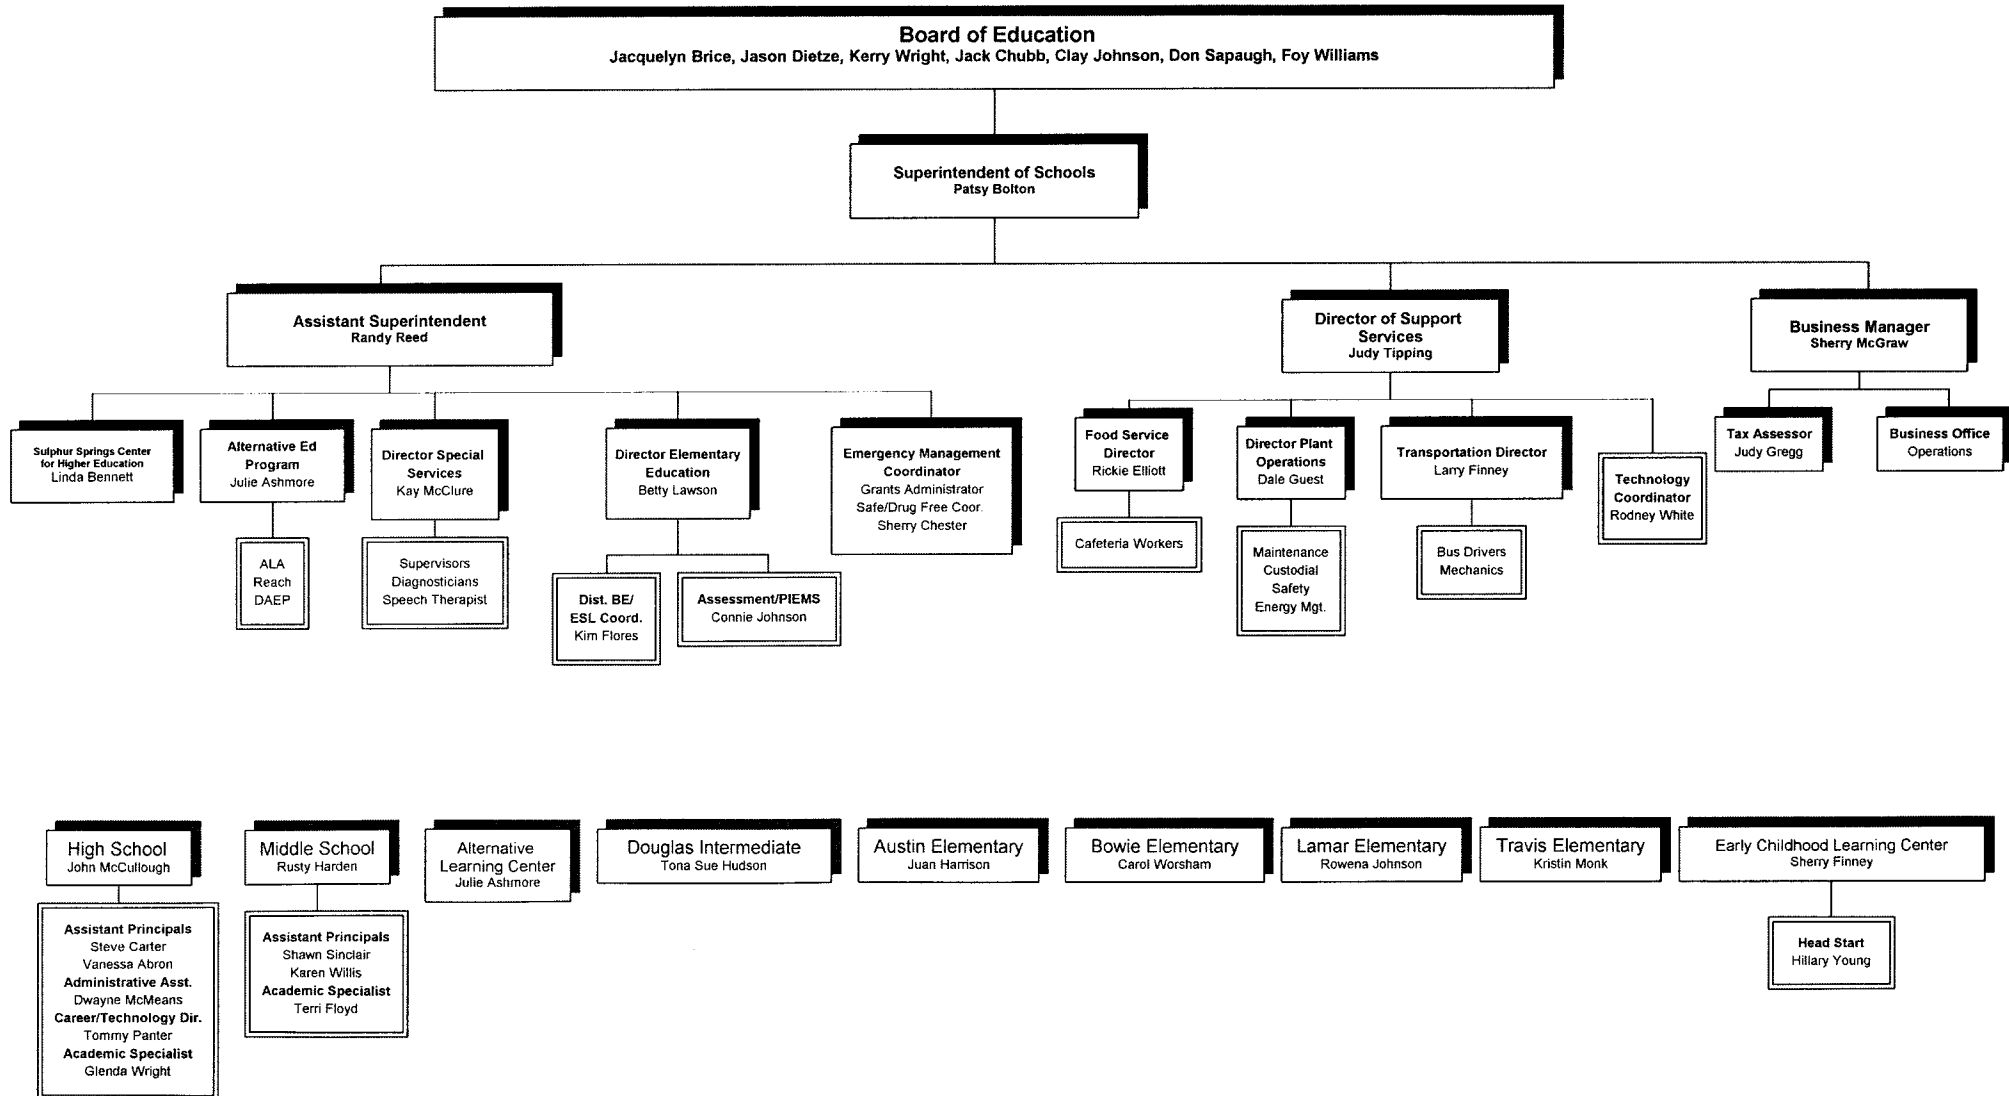 Board of Education
Jacquelyn Brice, Jason Dietze, Kerry Wright, Jack Chubb, Clay Johnson, Don Sapaugh, Foy Williams
Superintendent of Schools
Patsy Bolton
Assistant Superintendent
Randy Reed
Director of Support
Services
Judy Tipping
Business Manager
Sherry McGraw
Sulphur Springs Center
for Higher Education
Linda Bennett
Alternative Ed
Program
Julie Ashmore
Director Special
Services
Kay McClure
Director Elementary
Education
Betty Lawson
Emergency Management
Coordinator
Grants Administrator
Safe/Drug Free Coor.
Sherry Chester
Food Service
Director
Rickie Elliott
Director Plant
Operations
Dale Guest
Transportation Director
Larry Finney
Technology
Coordinator
Rodney White
Tax Assessor
Judy Gregg
Business Office
Operations
ALA
Reach
DAEP
Supervisors
Diagnosticians
Speech Therapist
Dist. BE/
ESL Coord.
Kim Flores
Assessment/PIEMS
Connie Johnson
Cafeteria Workers
Maintenance
Custodial
Safety
Energy Mgt.
Bus Drivers
Mechanics
High School
John McCullough
Middle School
Rusty Harden
Alternative
Learning Center
Julie Ashmore
Douglas Intermediate
Tona Sue Hudson
Austin Elementary
Juan Harrison
Bowie Elementary
Carol Worsham
Lamar Elementary
Rowena Johnson
Travis Elementary
Kristin Monk
Early Childhood Learning Center
Sherry Finney
Assistant Principals
Steve Carter
Vanessa Abron
Administrative Asst.
Dwayne McMeans
Career/Technology Dir.
Tommy Panter
Academic Specialist
Glenda Wright
Assistant Principals
Shawn Sinclair
Karen Willis
Academic Specialist
Terri Floyd
Head Start
Hillary Young